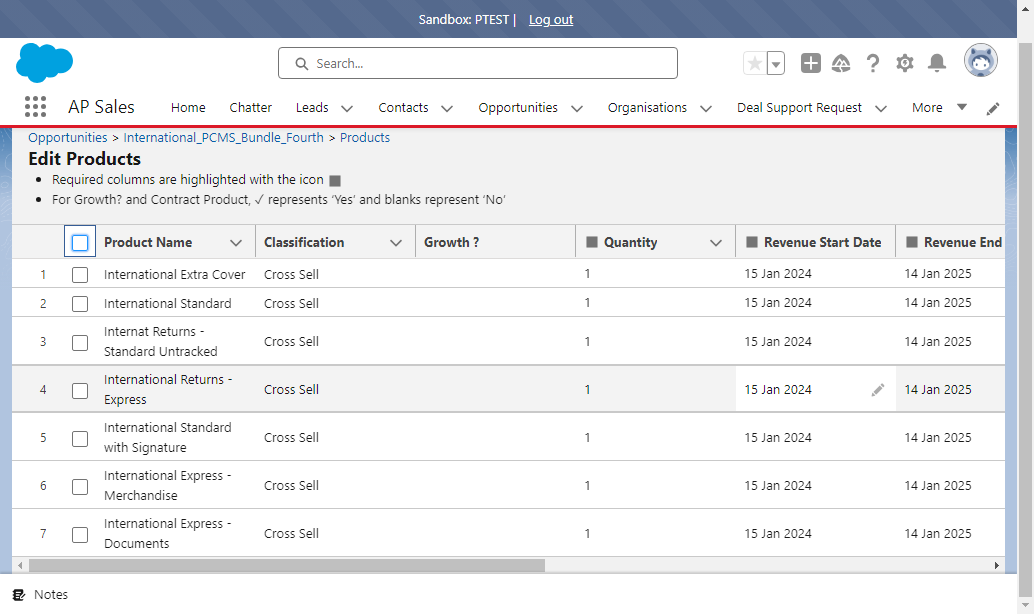 Sandbox: PTEST | Log out
Search...
AP Sales Home Chatter Leads Contacts Opportunities Organisations Deal Support Request More
Opportunities > International_PCMS_Bundle_Fourth > Products
Edit Products
• Required columns are highlighted with the icon
• For Growth? and Contract Product, ✓ represents ‘Yes’ and blanks represent ‘No’
Product Name Classification Growth ? Quantity Revenue Start Date Revenue End
1 International Extra Cover Cross Sell 1 15 Jan 2024 14 Jan 2025
2 International Standard Cross Sell 1 15 Jan 2024 14 Jan 2025
3 Internat Returns - Standard Untracked Cross Sell 1 15 Jan 2024 14 Jan 2025
4 International Returns - Express Cross Sell 1 15 Jan 2024 14 Jan 2025
5 International Standard with Signature Cross Sell 1 15 Jan 2024 14 Jan 2025
6 International Express - Merchandise Cross Sell 1 15 Jan 2024 14 Jan 2025
7 International Express - Documents Cross Sell 1 15 Jan 2024 14 Jan 2025
Notes